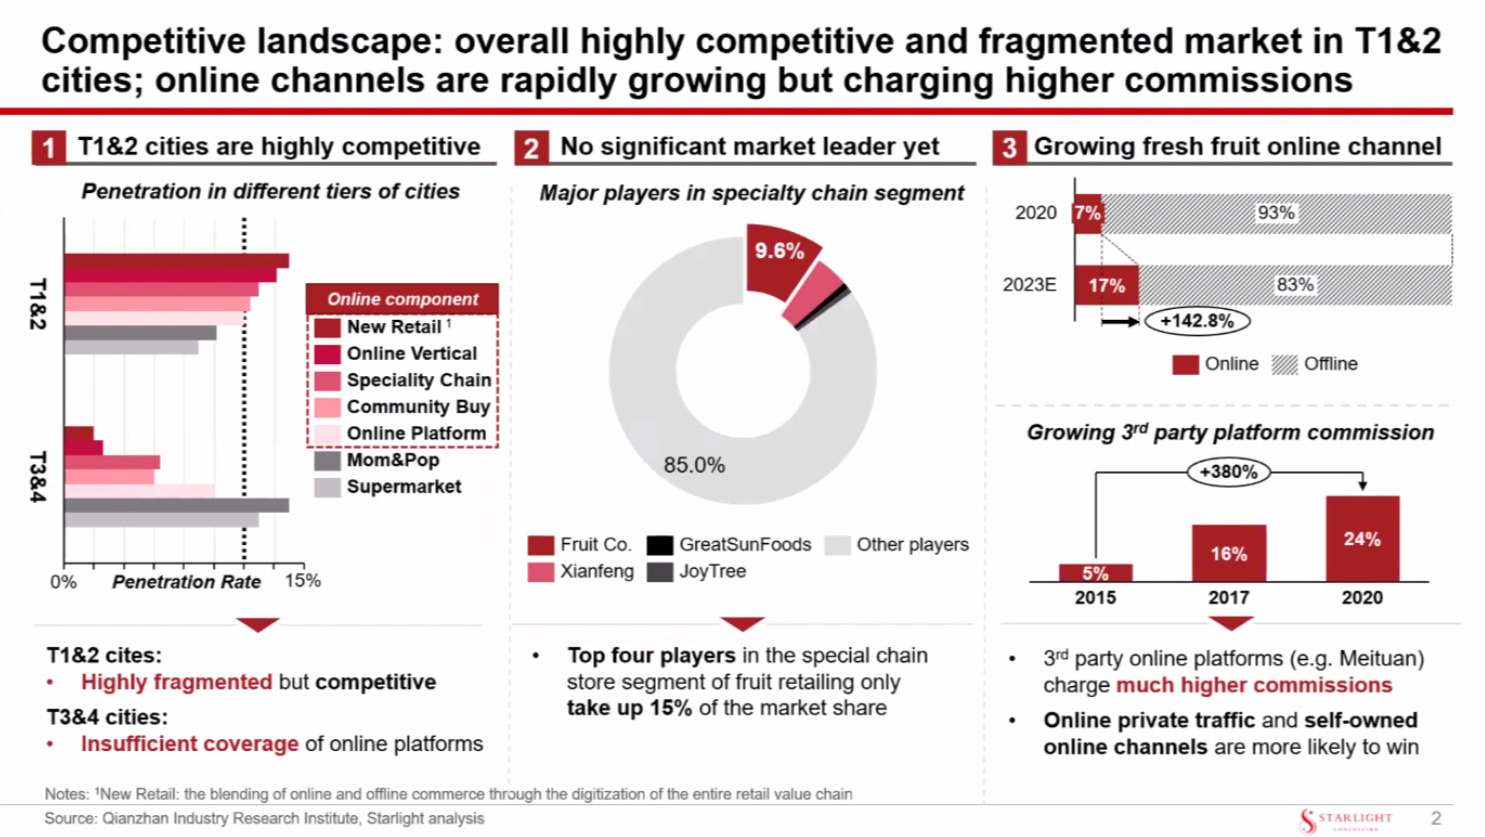 Competitive landscape: overall highly competitive and fragmented market in T1&2
cities; online channels are rapidly growing but charging higher commissions
1 T1&2 cities are highly competitive
Penetration in different tiers of cities
T1&2
T3&4
Online component
New Retail ¹
Online Vertical
Speciality Chain
Community Buy
Online Platform
Mom&Pop
Supermarket
0% Penetration Rate 15%
T1&2 cites:
• Highly fragmented but competitive
T3&4 cities:
• Insufficient coverage of online platforms
2 No significant market leader yet
Major players in specialty chain segment
9.6%
85.0%
Fruit Co. GreatSunFoods Other players
Xianfeng JoyTree
• Top four players in the special chain
store segment of fruit retailing only
take up 15% of the market share
3 Growing fresh fruit online channel
2020 7% 93%
2023E 17% 83%
+142.8%
Online Offline
Growing 3rd party platform commission
+380%
5% 16% 24%
2015 2017 2020
• 3rd party online platforms (e.g. Meituan)
charge much higher commissions
• Online private traffic and self-owned
online channels are more likely to win
Notes: ¹New Retail: the blending of online and offline commerce through the digitization of the entire retail value chain
Source: Qianzhan Industry Research Institute, Starlight analysis
STARLIGHT
CONSULTING
2